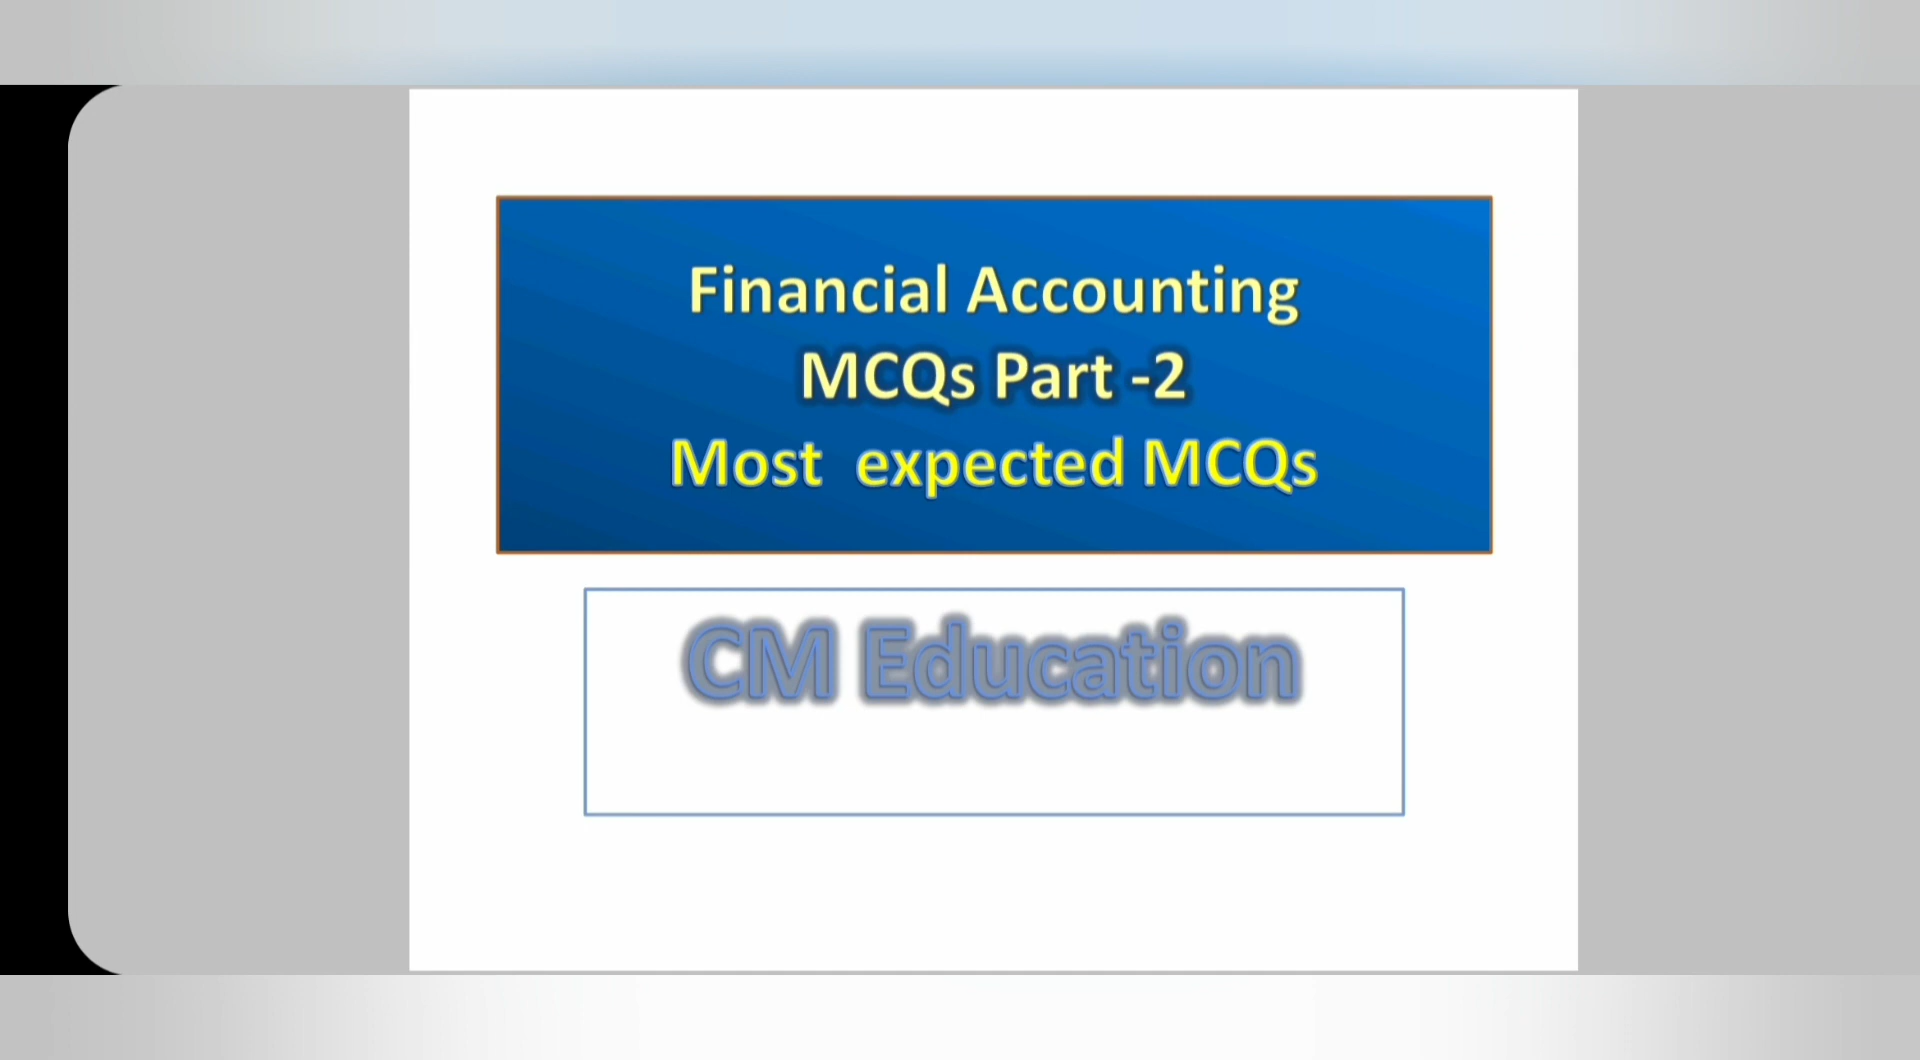 Financial Accounting
MCQs Part -2
Most  expected MCQs
CM Education